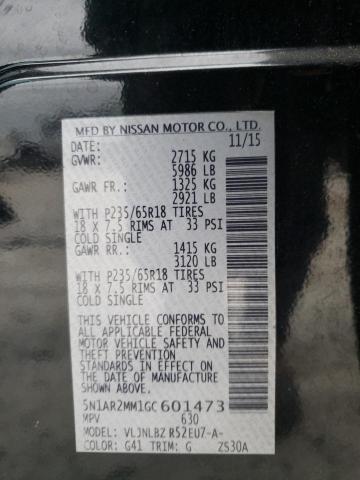 MFD BY NISSAN MOTOR CO., LTD.
DATE: 11/15
GVWR: 2715 KG
5986 LB
GAWR FR.: 1325 KG
2921 LB
WITH P235/65R18 TIRES
18 X 7.5 RIMS AT 33 PSI
COLD SINGLE
GAWR RR.: 1415 KG
3120 LB
WITH P235/65R18 TIRES
18 X 7.5 RIMS AT 33 PSI
COLD SINGLE
THIS VEHICLE CONFORMS TO
ALL APPLICABLE FEDERAL
MOTOR VEHICLE SAFETY
STANDARDS IN EFFECT ON
THE DATE OF MANUFACTURE
SHOWN ABOVE.
5N1AR2MM1GC601473
MPV 630
MODEL: VLJNLBZ R52EU7-A-
COLOR: G41 TRIM: G ZS30A